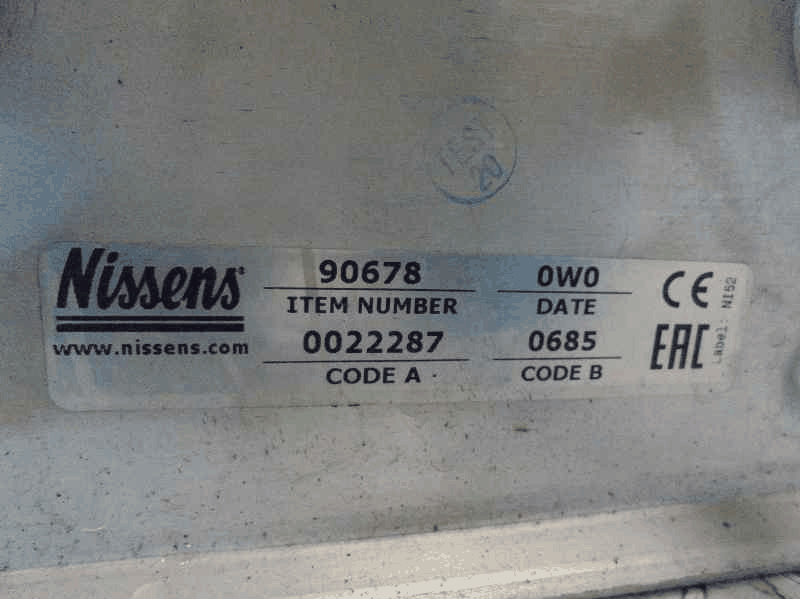 TEST
20
Nissens®
90678
0W0
ITEM NUMBER
DATE
www.nissens.com
0022287
0685
CODE A
CODE B
CE
EAC
Label: NI52